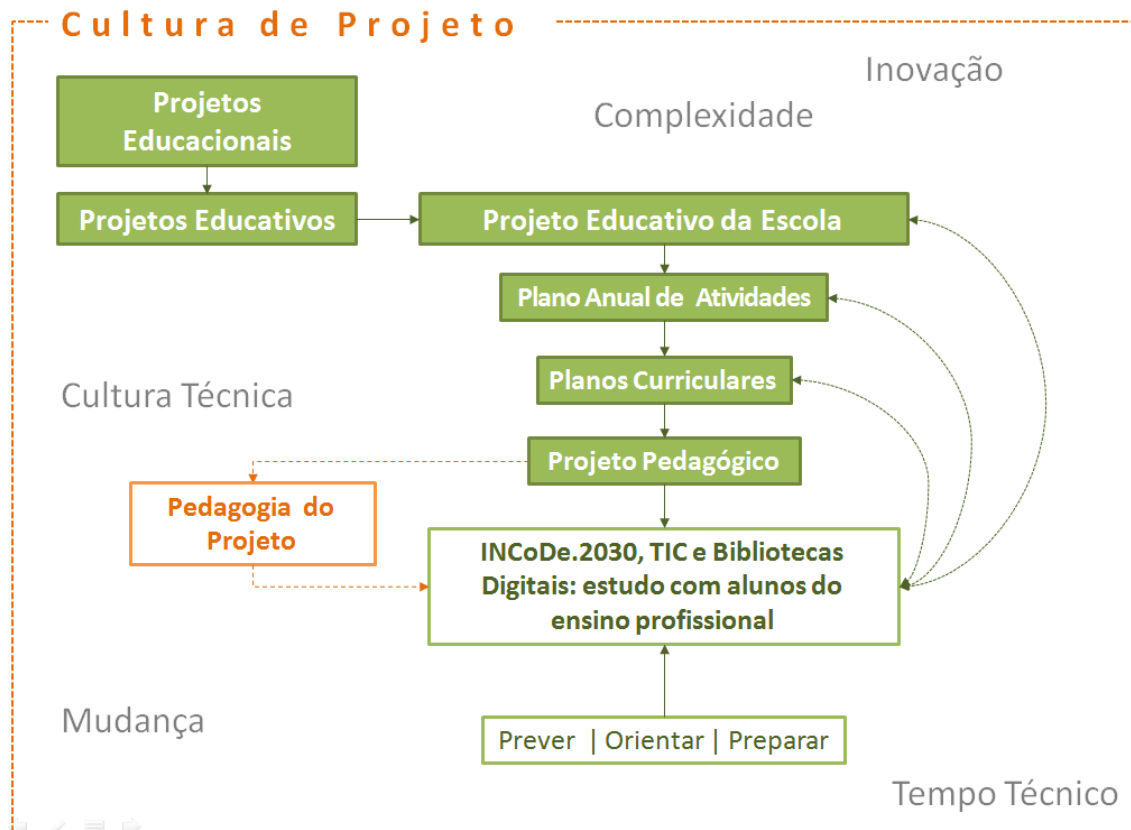 Cultura de Projeto
Inovação
Complexidade
Projetos
Educacionais
Projetos Educativos
Projeto Educativo da Escola
Plano Anual de Atividades
Planos Curriculares
Cultura Técnica
Projeto Pedagógico
Pedagogia do
Projeto
INCoDe.2030, TIC e Bibliotecas
Digitais: estudo com alunos do
ensino profissional
Mudança
Prever | Orientar | Preparar
Tempo Técnico